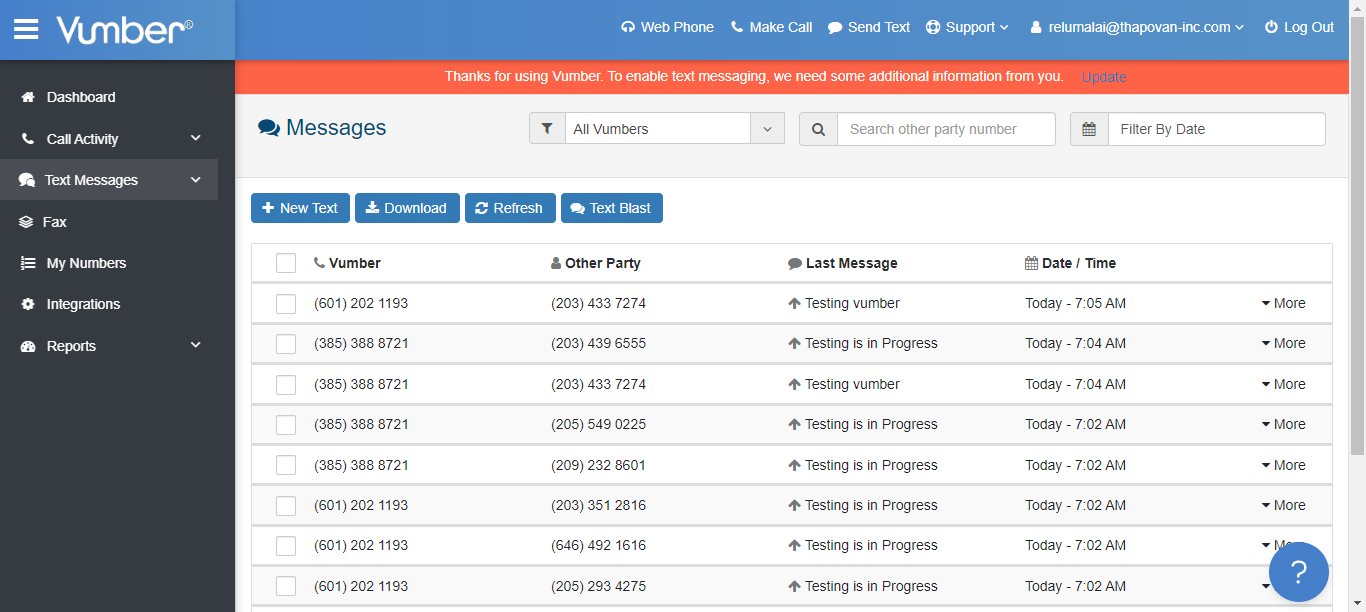 Vumber®
Web Phone Make Call Send Text Support relumalai@thapovan-inc.com Log Out
Thanks for using Vumber. To enable text messaging, we need some additional information from you. Update
Dashboard
Call Activity
Text Messages
Fax
My Numbers
Integrations
Reports
Messages
All Vumbers
Search other party number
Filter By Date
New Text Download Refresh Text Blast
Vumber Other Party Last Message Date / Time
(601) 202 1193 (203) 433 7274 Testing vumber Today - 7:05 AM More
(385) 388 8721 (203) 439 6555 Testing is in Progress Today - 7:04 AM More
(385) 388 8721 (203) 433 7274 Testing vumber Today - 7:04 AM More
(385) 388 8721 (205) 549 0225 Testing is in Progress Today - 7:02 AM More
(385) 388 8721 (209) 232 8601 Testing is in Progress Today - 7:02 AM More
(601) 202 1193 (203) 351 2816 Testing is in Progress Today - 7:02 AM More
(601) 202 1193 (646) 492 1616 Testing is in Progress Today - 7:02 AM More
(601) 202 1193 (205) 293 4275 Testing is in Progress Today - 7:02 AM
?